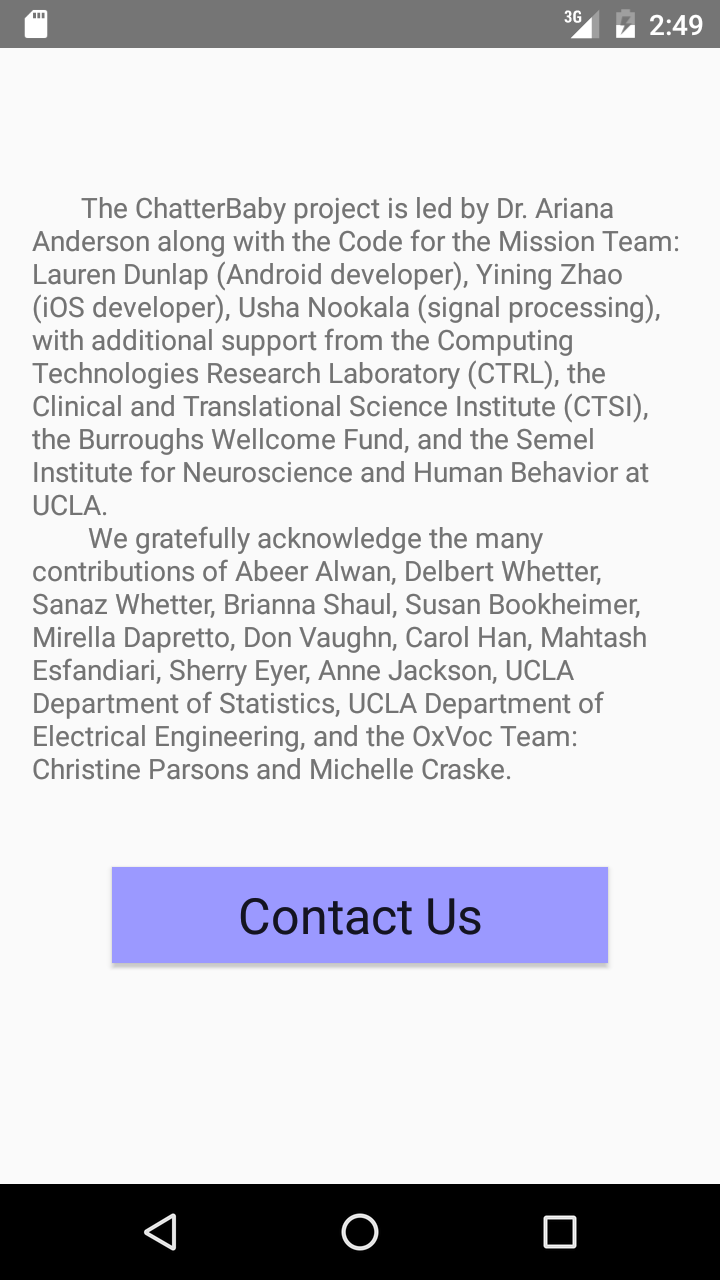 3G 2:49
The ChatterBaby project is led by Dr. Ariana
Anderson along with the Code for the Mission Team:
Lauren Dunlap (Android developer), Yining Zhao
(iOS developer), Usha Nookala (signal processing),
with additional support from the Computing
Technologies Research Laboratory (CTRL), the
Clinical and Translational Science Institute (CTSI),
the Burroughs Wellcome Fund, and the Semel
Institute for Neuroscience and Human Behavior at
UCLA.
We gratefully acknowledge the many
contributions of Abeer Alwan, Delbert Whetter,
Sanaz Whetter, Brianna Shaul, Susan Bookheimer,
Mirella Dapretto, Don Vaughn, Carol Han, Mahtash
Esfandiari, Sherry Eyer, Anne Jackson, UCLA
Department of Statistics, UCLA Department of
Electrical Engineering, and the OxVoc Team:
Christine Parsons and Michelle Craske.
Contact Us